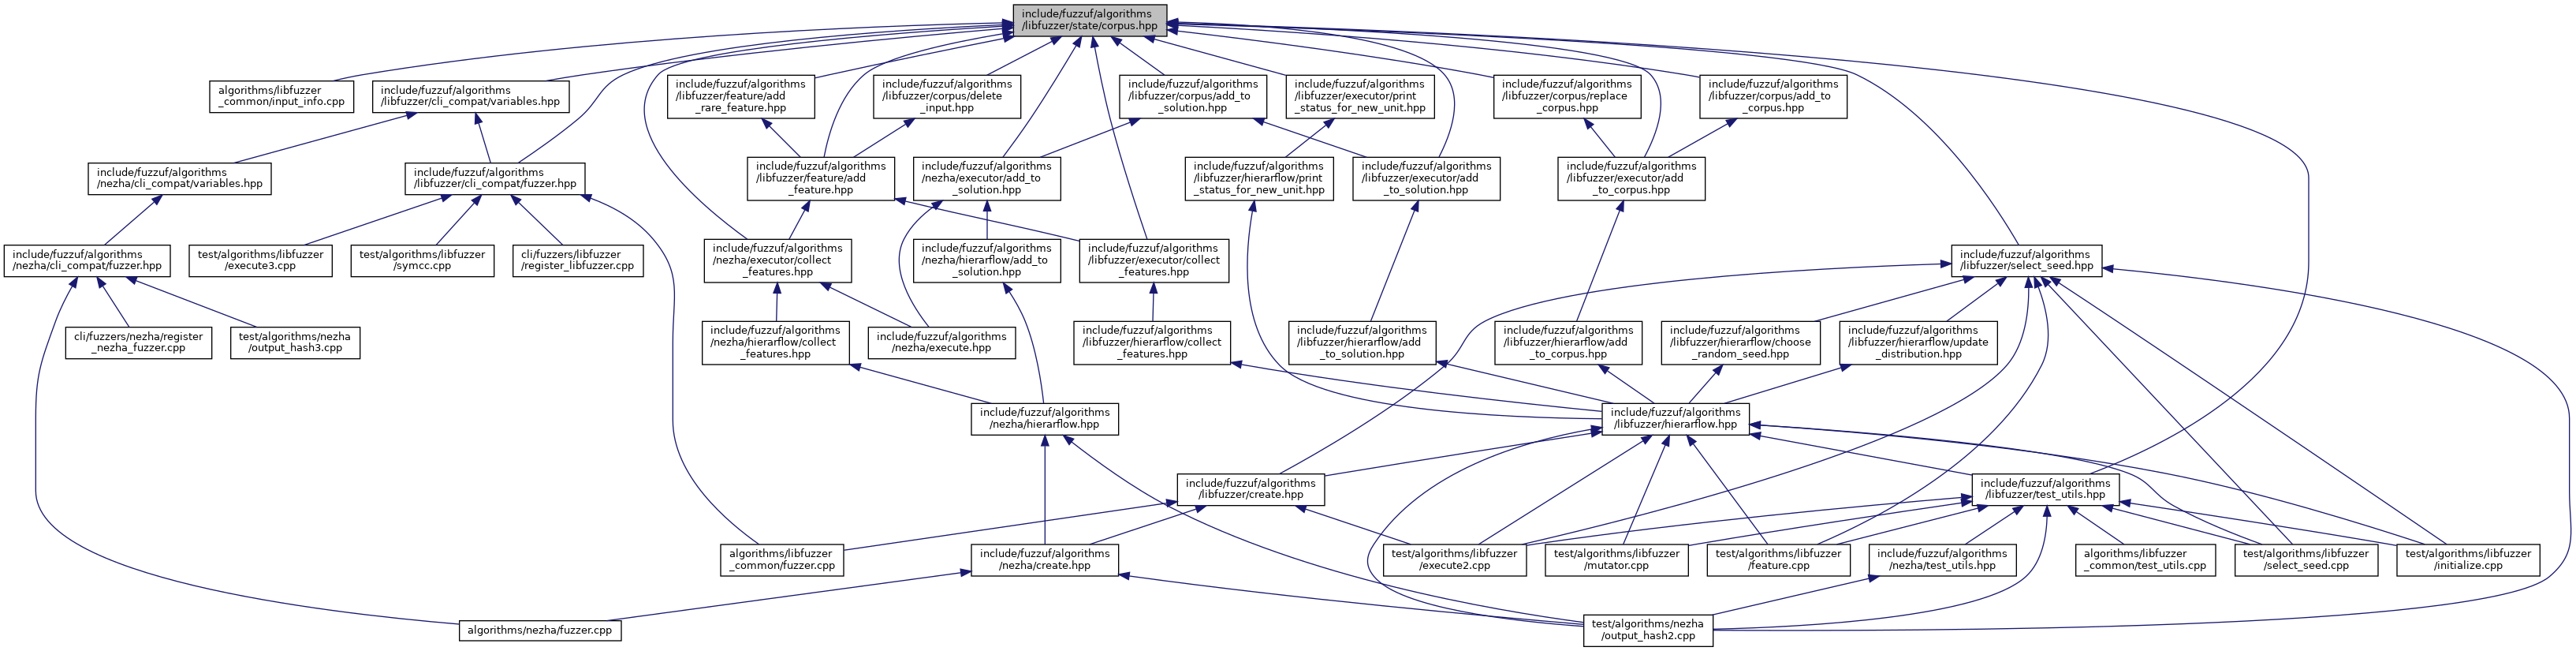 include/fuzzuf/algorithms
/libfuzzer/state/corpus.hpp
algorithms/libfuzzer
_common/input_info.cpp
include/fuzzuf/algorithms
/libfuzzer/cli_compat/variables.hpp
include/fuzzuf/algorithms
/libfuzzer/feature/add
_rare_feature.hpp
include/fuzzuf/algorithms
/libfuzzer/corpus/delete
_input.hpp
include/fuzzuf/algorithms
/libfuzzer/corpus/add_to
_solution.hpp
include/fuzzuf/algorithms
/libfuzzer/executor/print
_status_for_new_unit.hpp
include/fuzzuf/algorithms
/libfuzzer/corpus/replace
_corpus.hpp
include/fuzzuf/algorithms
/libfuzzer/corpus/add_to
_corpus.hpp
include/fuzzuf/algorithms
/nezha/cli_compat/variables.hpp
include/fuzzuf/algorithms
/libfuzzer/cli_compat/fuzzer.hpp
include/fuzzuf/algorithms
/libfuzzer/feature/add
_feature.hpp
include/fuzzuf/algorithms
/nezha/executor/add_to
_solution.hpp
include/fuzzuf/algorithms
/libfuzzer/hierarflow/print
_status_for_new_unit.hpp
include/fuzzuf/algorithms
/libfuzzer/executor/add
_to_solution.hpp
include/fuzzuf/algorithms
/libfuzzer/executor/add
_to_corpus.hpp
include/fuzzuf/algorithms
/nezha/cli_compat/fuzzer.hpp
test/algorithms/libfuzzer
/execute3.cpp
test/algorithms/libfuzzer
/symcc.cpp
cli/fuzzers/libfuzzer
/register_libfuzzer.cpp
include/fuzzuf/algorithms
/nezha/executor/collect
_features.hpp
include/fuzzuf/algorithms
/nezha/hierarflow/add_to
_solution.hpp
include/fuzzuf/algorithms
/libfuzzer/executor/collect
_features.hpp
include/fuzzuf/algorithms
/libfuzzer/select_seed.hpp
cli/fuzzers/nezha/register
_nezha_fuzzer.cpp
test/algorithms/nezha
/output_hash3.cpp
include/fuzzuf/algorithms
/nezha/hierarflow/collect
_features.hpp
include/fuzzuf/algorithms
/nezha/execute.hpp
include/fuzzuf/algorithms
/libfuzzer/hierarflow/collect
_features.hpp
include/fuzzuf/algorithms
/libfuzzer/hierarflow/add
_to_solution.hpp
include/fuzzuf/algorithms
/libfuzzer/hierarflow/add
_to_corpus.hpp
include/fuzzuf/algorithms
/libfuzzer/hierarflow/choose
_random_seed.hpp
include/fuzzuf/algorithms
/libfuzzer/hierarflow/update
_distribution.hpp
include/fuzzuf/algorithms
/nezha/hierarflow.hpp
include/fuzzuf/algorithms
/libfuzzer/hierarflow.hpp
include/fuzzuf/algorithms
/libfuzzer/create.hpp
include/fuzzuf/algorithms
/libfuzzer/test_utils.hpp
algorithms/libfuzzer
_common/fuzzer.cpp
include/fuzzuf/algorithms
/nezha/create.hpp
test/algorithms/libfuzzer
/execute2.cpp
test/algorithms/libfuzzer
/mutator.cpp
test/algorithms/libfuzzer
/feature.cpp
include/fuzzuf/algorithms
/nezha/test_utils.hpp
algorithms/libfuzzer
_common/test_utils.cpp
test/algorithms/libfuzzer
/select_seed.cpp
test/algorithms/libfuzzer
/initialize.cpp
algorithms/nezha/fuzzer.cpp
test/algorithms/nezha
/output_hash2.cpp